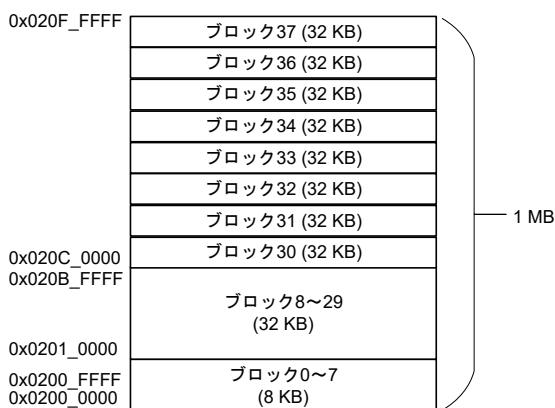 0x020F_FFFF
ブロック37 (32 KB)
ブロック36 (32 KB)
ブロック35 (32 KB)
ブロック34 (32 KB)
ブロック33 (32 KB)
ブロック32 (32 KB)
ブロック31 (32 KB)
1 MB
0x020C_0000
ブロック30 (32 KB)
0x020B_FFFF
ブロック8～29
(32 KB)
0x0201_0000
0x0200_FFFF
ブロック0～7
0x0200_0000
(8 KB)